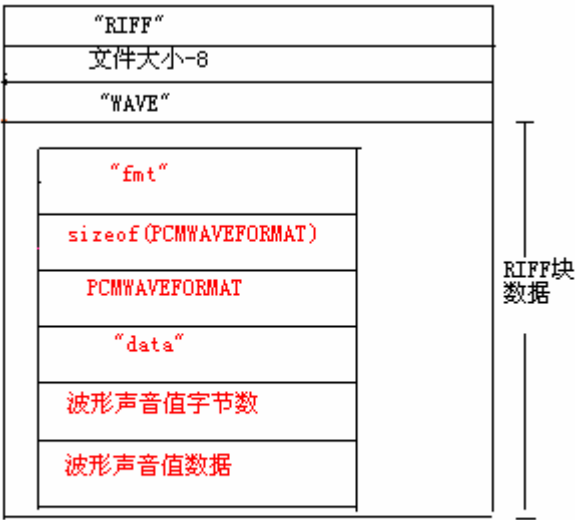 “RIFF“
文件大小-8
“WAVE“
“fmt“
sizeof(PCMWAVEFORMAT)
PCMWAVEFORMAT
“data“
波形声音值字节数
波形声音值数据
RIFF块
数据